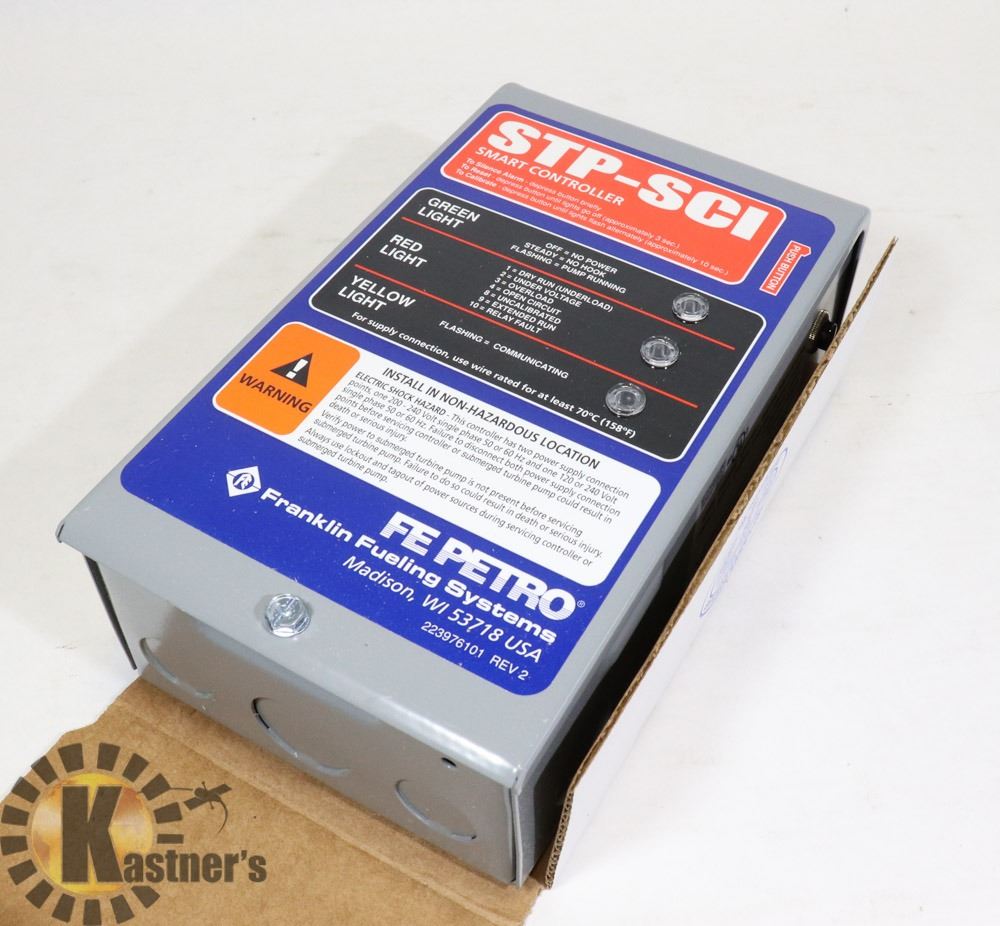 STP-SCI
SMART CONTROLLER
To Silence Alarm - depress button briefly
To Reset - depress button until lights go off (approximately 3 sec.)
To Calibrate - depress button until lights flash alternately (approximately 10 sec.)
PUSH BUTTON
GREEN
LIGHT
OFF = NO POWER
STEADY = NO HOOK
FLASHING = PUMP RUNNING
RED
LIGHT
1 = DRY RUN (UNDERLOAD)
2 = UNDER VOLTAGE
3 = OVERLOAD
4 = OPEN CIRCUIT
8 = UNCALIBRATED
9 = EXTENDED RUN
10 = RELAY FAULT
YELLOW
LIGHT
FLASHING = COMMUNICATING
For supply connection, use wire rated for at least 70°C (158°F)
WARNING
INSTALL IN NON-HAZARDOUS LOCATION
ELECTRIC SHOCK HAZARD - This controller has two power supply connection
points, one 200 - 240 Volt single phase 50 or 60 Hz and one 120 or 240 Volt
single phase 50 or 60 Hz. Failure to disconnect both power supply connection
points before servicing controller or submerged turbine pump could result in
death or serious injury.
Verify power to submerged turbine pump is not present before servicing
submerged turbine pump. Failure to do so could result in death or serious injury.
Always use lockout and tagout of power sources during servicing controller or
submerged turbine pump.
FE PETRO®
Franklin Fueling Systems
Madison, WI 53718 USA
223976101 REV 2
Kastner's